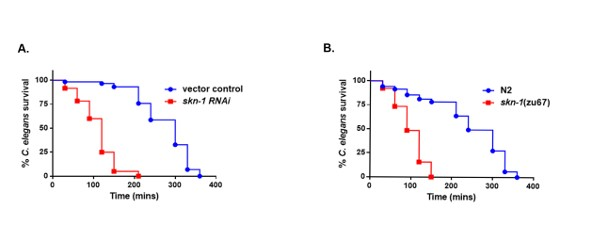 A.
B.
% C. elegans survival
100
75
50
25
0
0
100
200
300
400
Time (mins)
vector control
skn-1 RNAi
% C. elegans survival
100
75
50
25
0
0
100
200
300
400
Time (mins)
N2
skn-1(zu67)